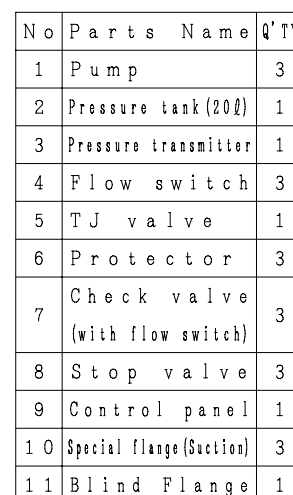 No Parts Name Q'TY
1 Pump 3
2 Pressure tank(20ℓ) 1
3 Pressure transmitter 1
4 Flow switch 3
5 TJ valve 1
6 Protector 3
7 Check valve 3
(with flow switch)
8 Stop valve 3
9 Control panel 1
10 Special flange(Suction) 3
11 Blind Flange 1